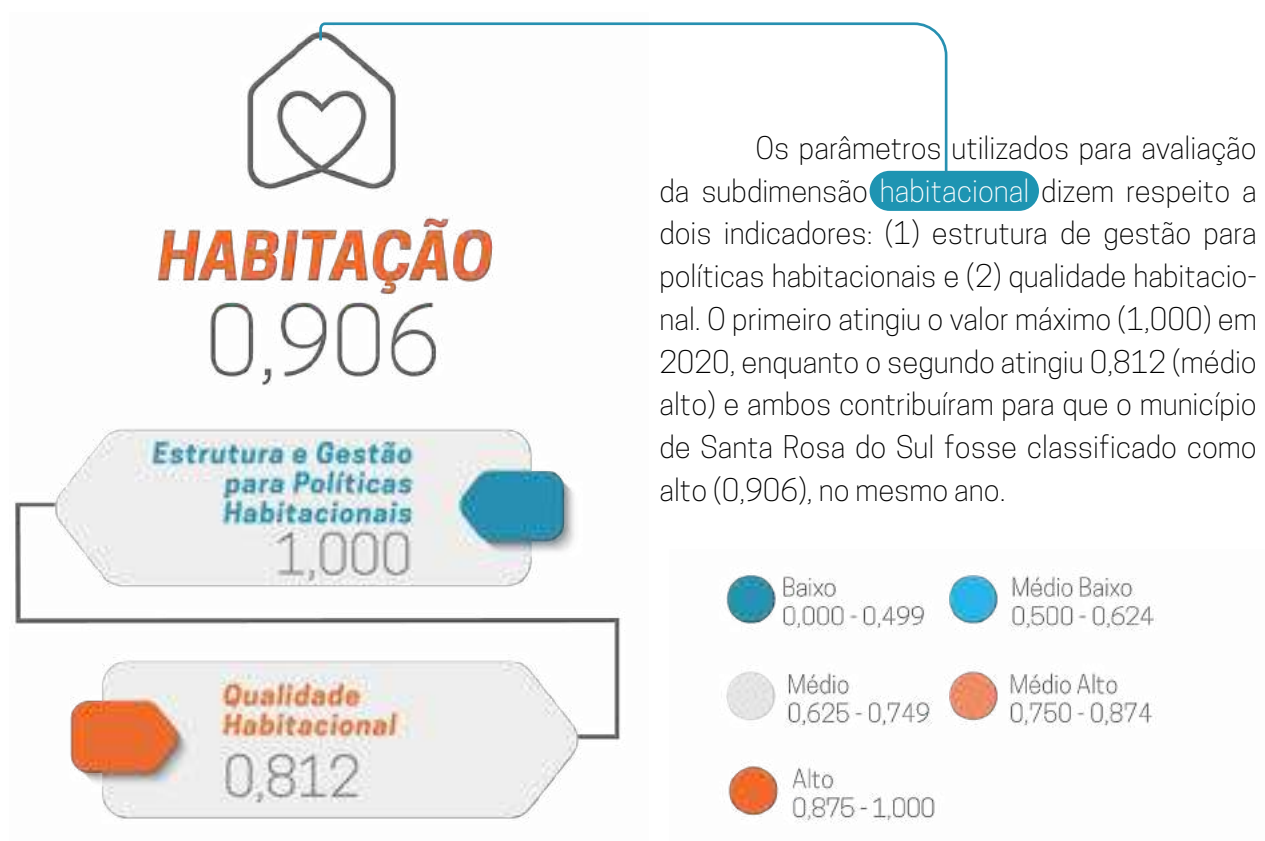 HABITAÇÃO
0,906
Estrutura e Gestão
para Políticas
Habitacionais
1,000
Qualidade
Habitacional
0,812
Os parâmetros utilizados para avaliação
da subdimensão habitacional dizem respeito a
dois indicadores: (1) estrutura de gestão para
políticas habitacionais e (2) qualidade habitacio-
nal. O primeiro atingiu o valor máximo (1,000) em
2020, enquanto o segundo atingiu 0,812 (médio
alto) e ambos contribuíram para que o município
de Santa Rosa do Sul fosse classificado como
alto (0,906), no mesmo ano.
Baixo
0,000 - 0,499
Médio Baixo
0,500 - 0,624
Médio
0,625 - 0,749
Médio Alto
0,750 - 0,874
Alto
0,875 - 1,000